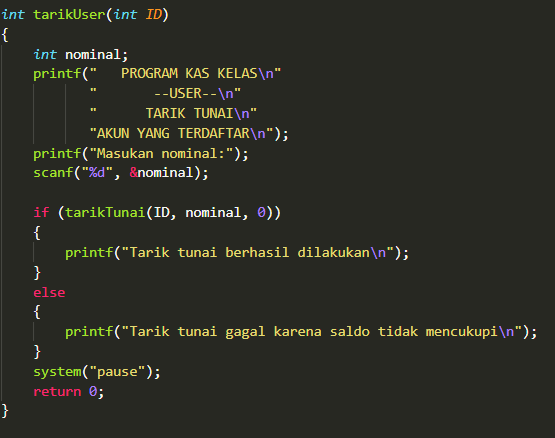 int tarikUser(int ID)
{
    int nominal;
    printf("   PROGRAM KAS KELAS\n"
           "       --USER--\n"
           "      TARIK TUNAI\n"
           "AKUN YANG TERDAFTAR\n");
    printf("Masukan nominal:");
    scanf("%d", &nominal);

    if (tarikTunai(ID, nominal, 0))
    {
        printf("Tarik tunai berhasil dilakukan\n");
    }
    else
    {
        printf("Tarik tunai gagal karena saldo tidak mencukupi\n");
    }
    system("pause");
    return 0;
}